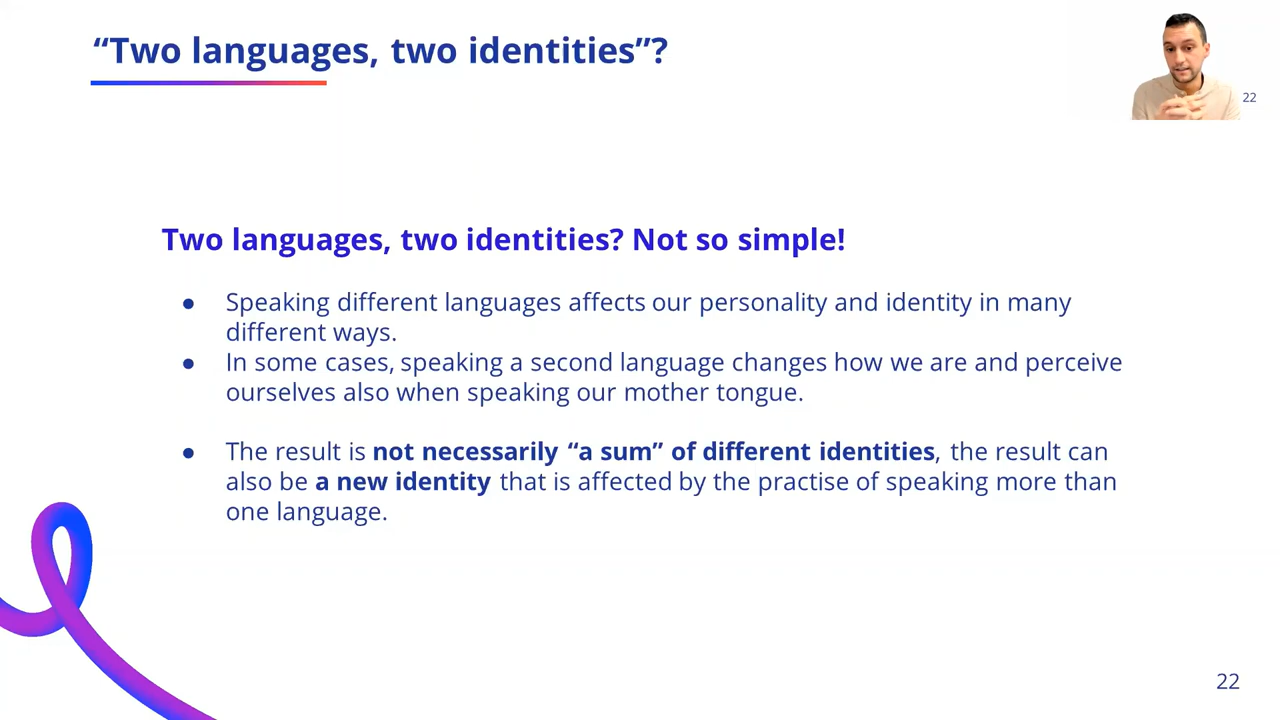 “Two languages, two identities”?
22
Two languages, two identities? Not so simple!
● Speaking different languages affects our personality and identity in many
different ways.
● In some cases, speaking a second language changes how we are and perceive
ourselves also when speaking our mother tongue.
● The result is not necessarily “a sum” of different identities, the result can
also be a new identity that is affected by the practise of speaking more than
one language.
22